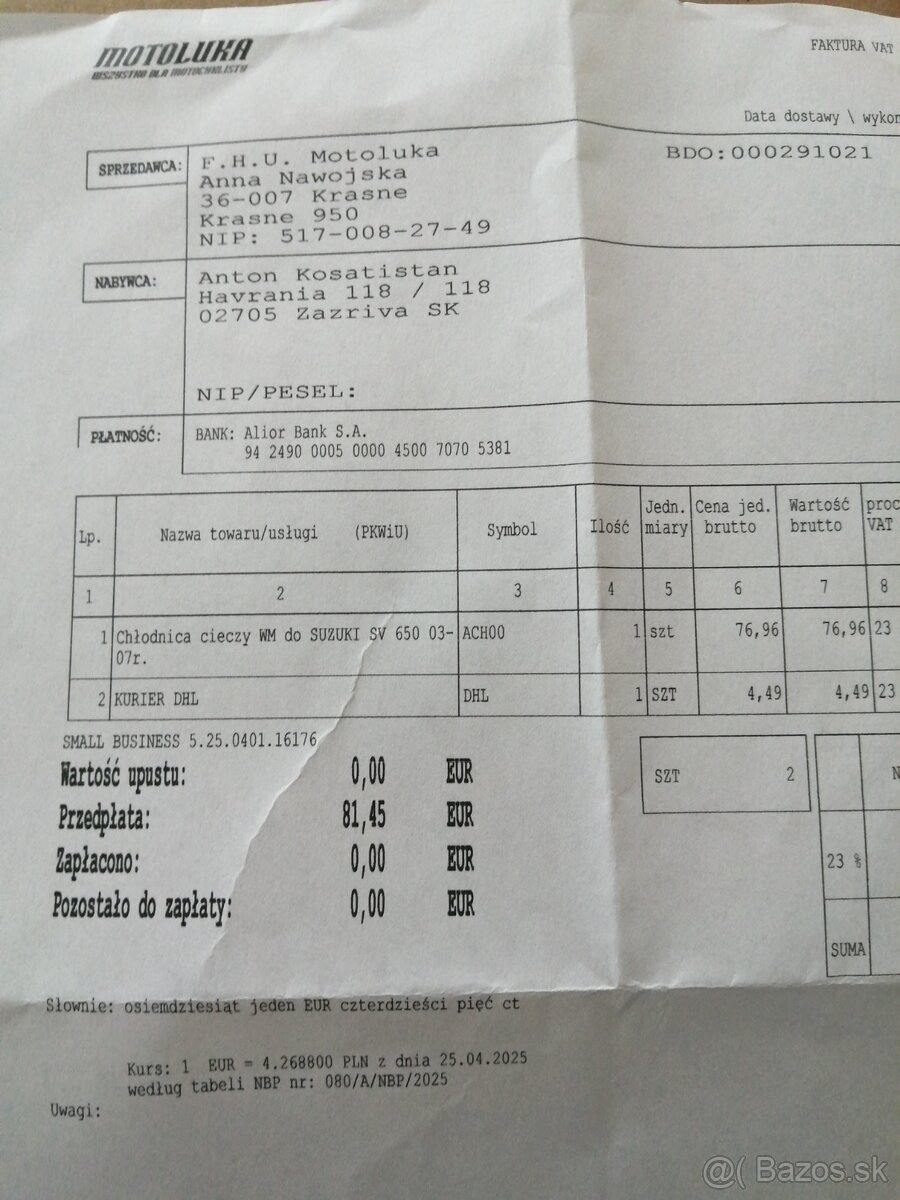 MOTOLUKA
WSZYSTKO DLA MOTOCYKLISTY
FAKTURA VAT
Data dostawy \ wykon
BDO:000291021
SPRZEDAWCA:
F.H.U. Motoluka
Anna Nawojska
36-007 Krasne
Krasne 950
NIP: 517-008-27-49
NABYWCA:
Anton Kosatistan
Havrania 118 / 118
02705 Zazriva SK
NIP/PESEL:
PŁATNOŚĆ:
BANK: Alior Bank S.A.
94 2490 0005 0000 4500 7070 5381
Lp. Nazwa towaru/usługi (PKWiU) Symbol Ilość Jedn. miary Cena jed. brutto Wartość brutto proc VAT
1 2 3 4 5 6 7 8
1 Chłodnica cieczy WM do SUZUKI SV 650 03- ACH00 1 szt 76,96 76,96 23
07r.
2 KURIER DHL DHL 1 SZT 4,49 4,49 23
SMALL BUSINESS 5.25.0401.16176
Wartość upustu: 0,00 EUR
Przedpłata: 81,45 EUR
Zapłacono: 0,00 EUR
Pozostało do zapłaty: 0,00 EUR
SZT 2
N
23 %
SUMA
Słownie: osiemdziesiąt jeden EUR czterdzieści pięć ct
Kurs: 1 EUR = 4.268800 PLN z dnia 25.04.2025
według tabeli NBP nr: 080/A/NBP/2025
Uwagi:
@( Bazos.sk